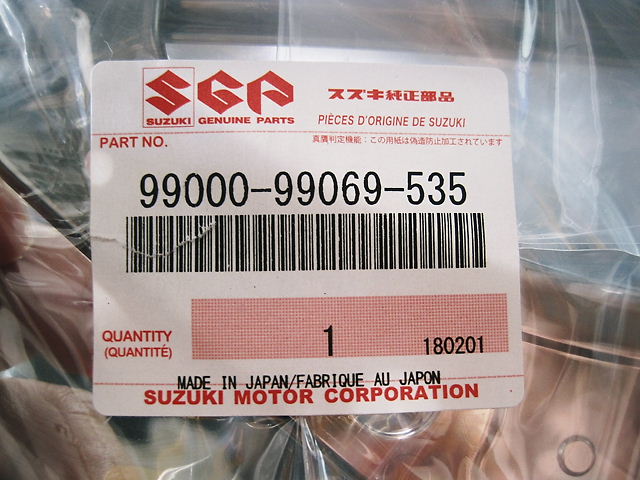 SGP
スズキ純正部品
SUZUKI GENUINE PARTS
PIÈCES D'ORIGINE DE SUZUKI
PART NO.
真贋判定機能：この用紙は偽造防止加工されています
99000-99069-535
QUANTITY
(QUANTITÉ)
1
180201
MADE IN JAPAN/FABRIQUE AU JAPON
SUZUKI MOTOR CORPORATION